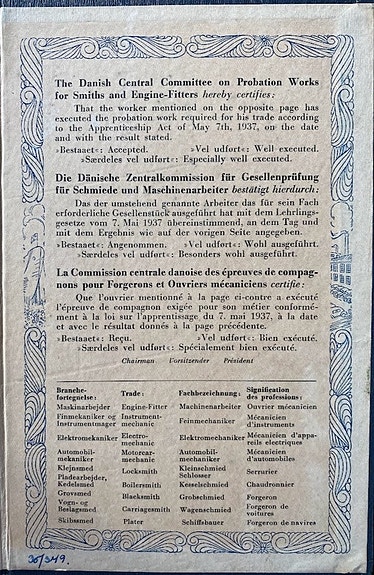 The Danish Central Committee on Probation Works
for Smiths and Engine-Fitters hereby certifies:
That the worker mentioned on the opposite page has
executed the probation work required for his trade according
to the Apprenticeship Act of May 7th, 1937, on the date
and with the result stated.
»Bestaaet«: Accepted. »Vel udført«: Well executed.
»Særdeles vel udført«: Especially well executed.
Die Dänische Zentralkommission für Gesellenprüfung
für Schmiede und Maschinenarbeiter bestätigt hierdurch:
Das der umstehend genannte Arbeiter das für sein Fach
erforderliche Gesellenstück ausgeführt hat mit dem Lehrlings-
gesetze vom 7. Mai 1937 übereinstimmend, an dem Tag und
mit dem Ergebnis wie auf der vorigen Seite angegeben.
»Bestaaet«: Angenommen. »Vel udført«: Wohl ausgeführt.
»Særdeles vel udført«: Besonders wohl ausgeführt.
La Commission centrale danoise des épreuves de compag-
nons pour Forgerons et Ouvriers mécaniciens certifie:
Que l'ouvrier mentionné à la page ci-contre a exécuté
l'épreuve de compagnon exigée pour son métier conformé-
ment à la loi sur l'apprentissage du 7. mai 1937, à la date
et avec le résultat donnés à la page précédente.
»Bestaaet«: Reçu. »Vel udført«: Bien exécuté.
»Særdeles vel udført«: Spécialement bien exécuté.
Chairman Vorsitzender Président
Branche-
fortegnelse: Trade: Fachbezeichnung: Signification
des professions:
Maskinarbejder Engine-Fitter Machinenarbeiter Ouvrier mécanicien
Finmekaniker og
Instrumentmager Instrument-
mechanic Feinmechaniker Mécanicien
d'instruments
Elektromekaniker Electro-
mechanic Elektromechaniker Mécanicien d'appa-
reils electriques
Automobil-
mekaniker Motorcar-
mechanic Automobil-
mechaniker Mécanicien
d'automobiles
Klejnsmed Locksmith Kleinschmied
Schlosser Serrurier
Pladearbejder,
Kedelsmed Boilersmith Kesselschmied Chaudronnier
Grovsmed Blacksmith Grobschmied Forgeron
Vogn- og
Beslagsmed Carriagesmith Wagenschmied Forgeron de
voitures
Skibssmed Plater Schiffsbauer Forgeron de navires